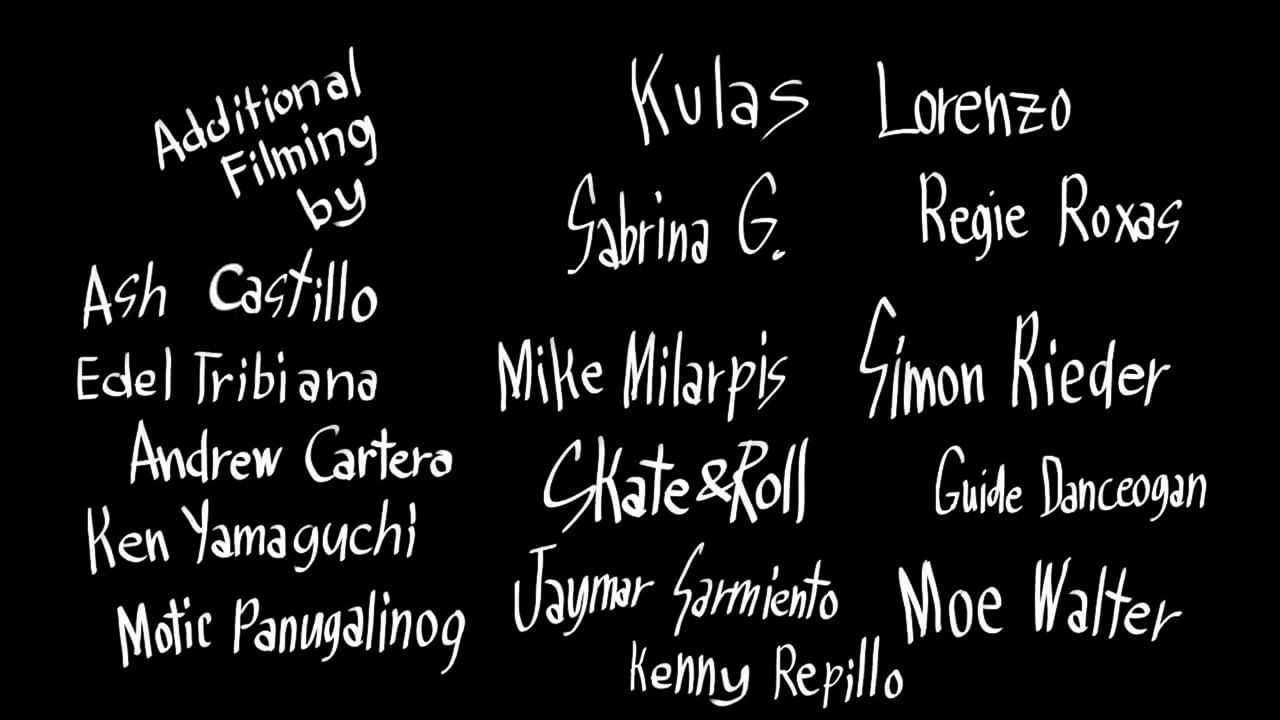 Additional
Filming
by
Ash Castillo
Edel Tribiana
Andrew Cartero
Ken Yamaguchi
Motic Panugalinog
Kulas
Sabrina G.
Mike Milarpis
Skate&Roll
Jaymar Sarmiento
Kenny Repillo
Lorenzo
Regie Roxas
Simon Rieder
Guide Danceogan
Moe Walter